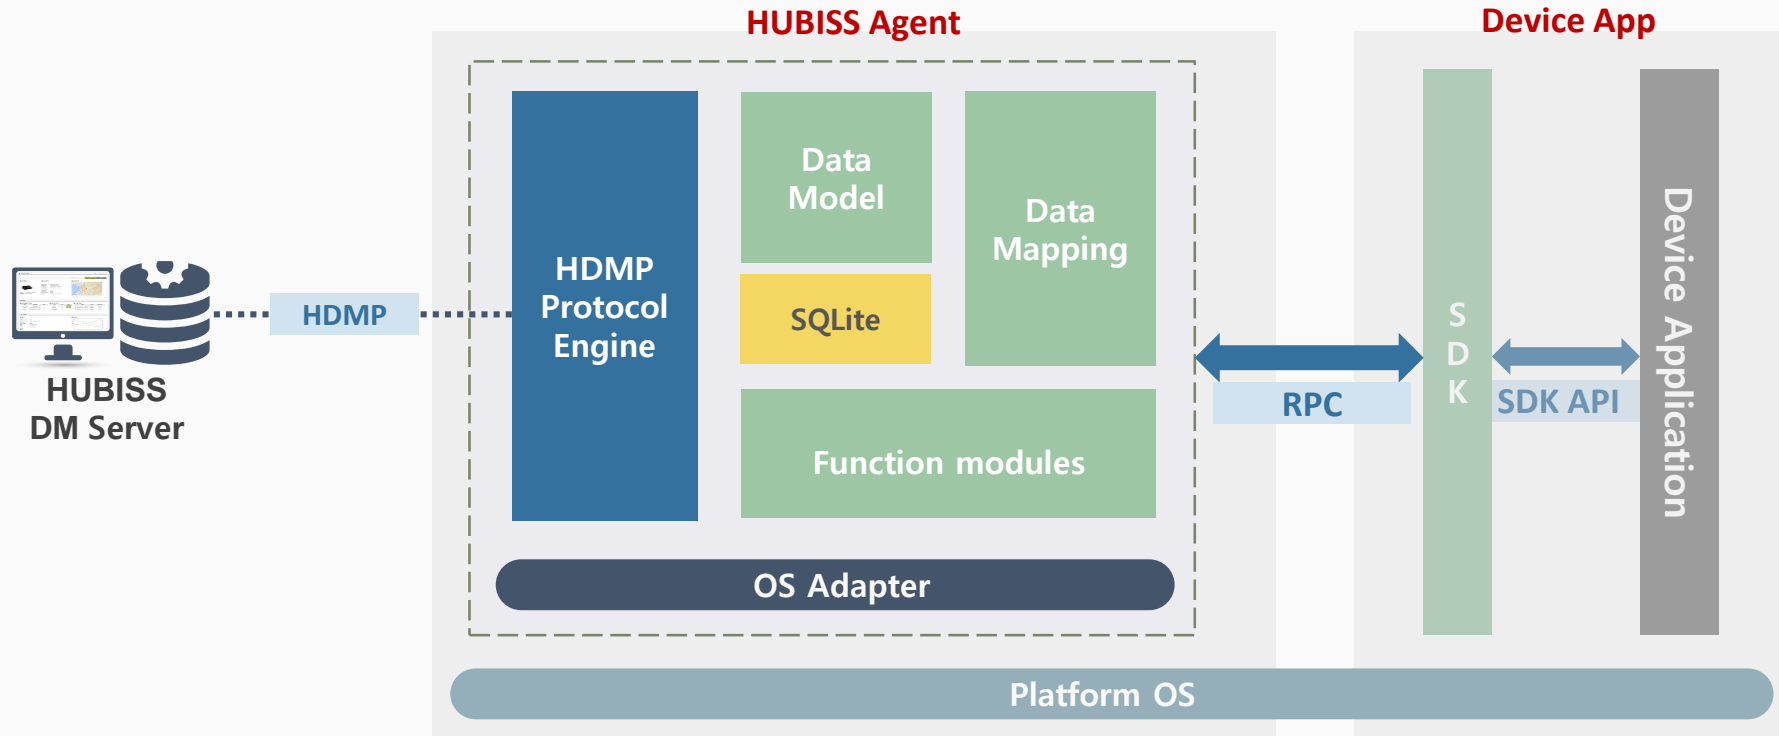 HUBISS Agent
Device App
Data
Model
Data
Mapping
HDMP
Protocol
Engine
SQLite
Function modules
OS Adapter
HDMP
HUBISS
DM Server
RPC
S
D
K
SDK API
Device Application
Platform OS